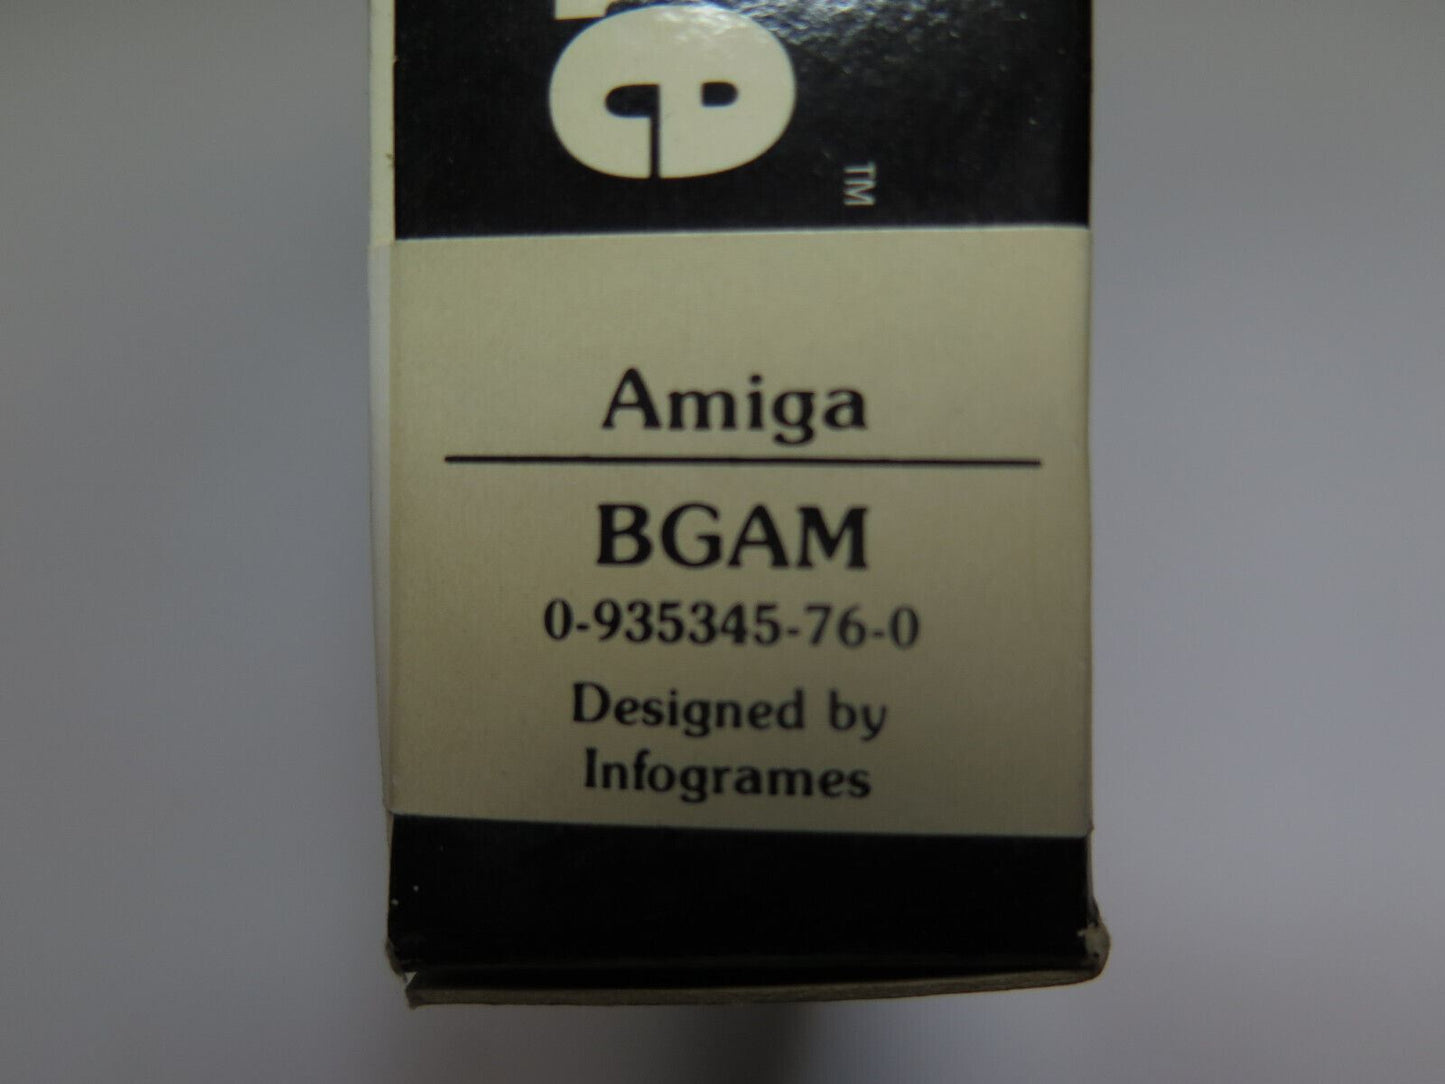 e
™
Amiga
BGAM
0-935345-76-0
Designed by
Infogrames